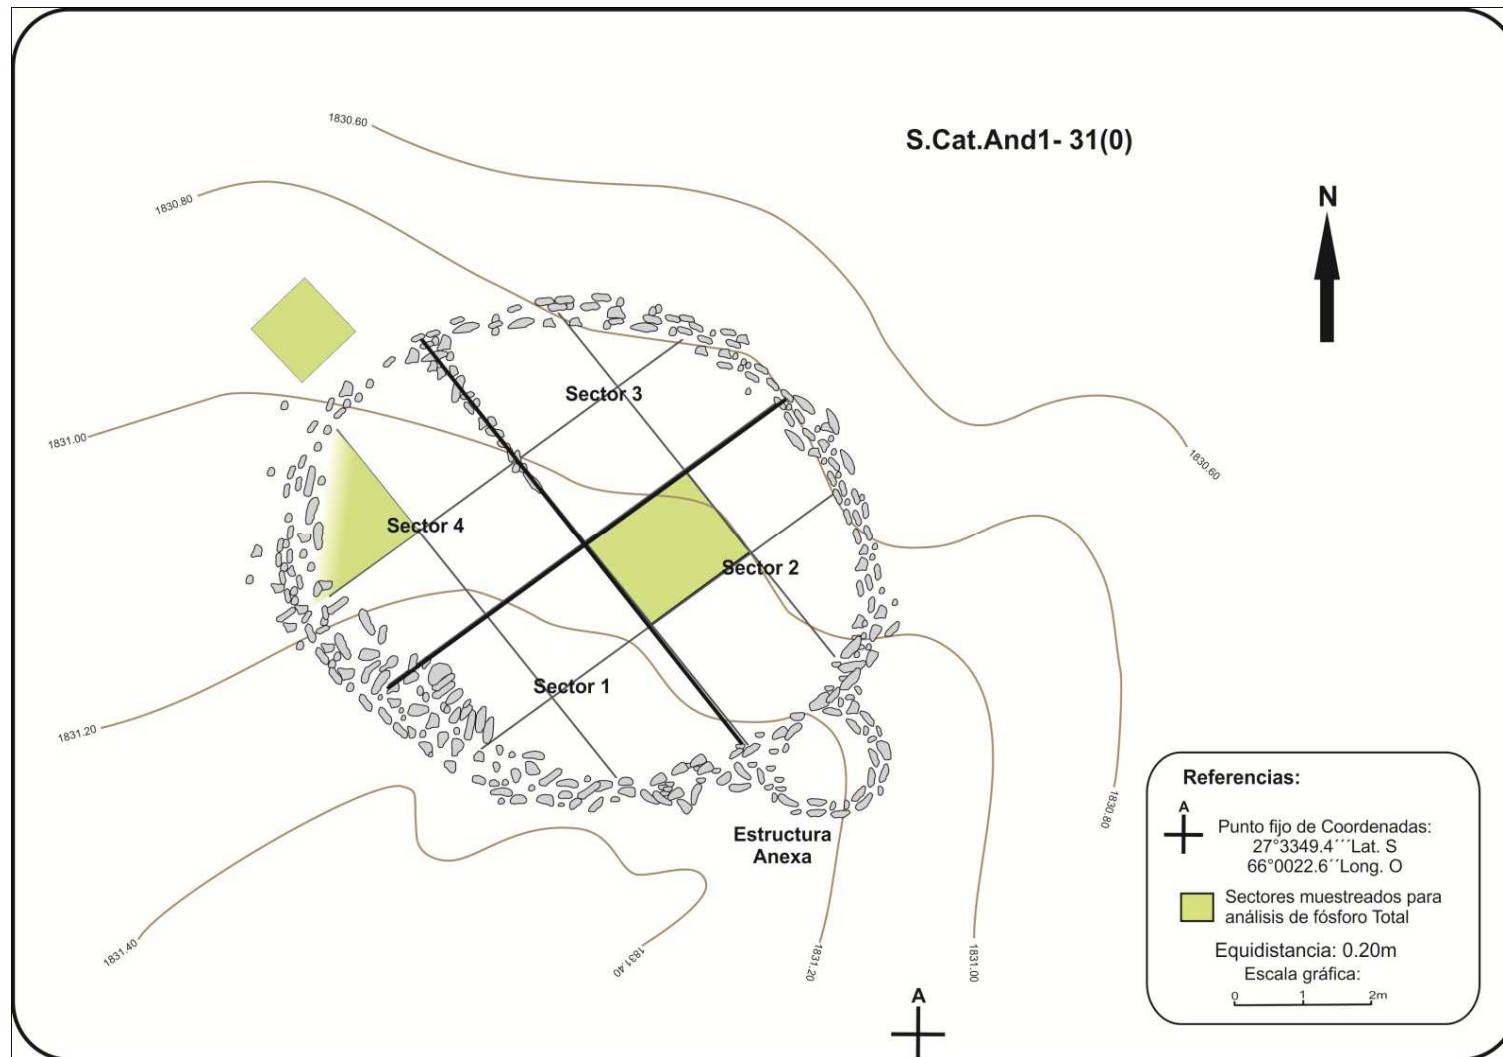 1830.60
S.Cat.And1- 31(0)
N
1830.80
1831.00
Sector 3
1830.60
Sector 4
Sector 2
Sector 1
1831.20
Estructura
Anexa
1830.80
1831.40
1831.40
1831.20
1831.00
A
Referencias:
A
Punto fijo de Coordenadas:
27°3349.4´´´Lat. S
66°0022.6´´Long. O
Sectores muestreados para
análisis de fósforo Total
Equidistancia: 0.20m
Escala gráfica:
0 1 2m